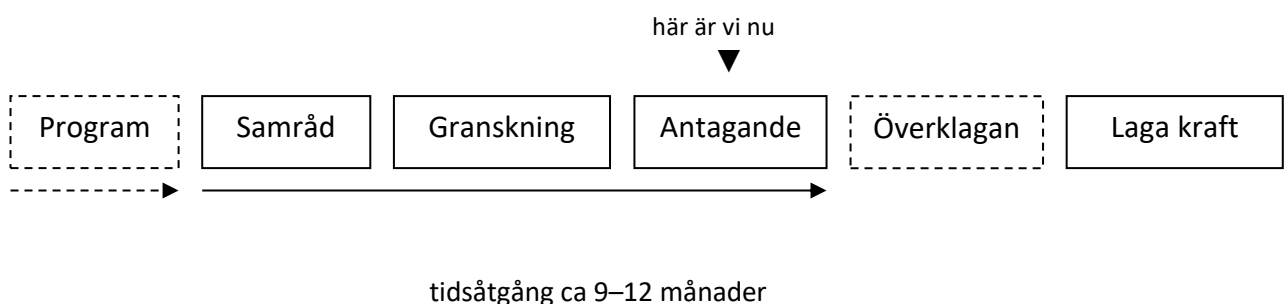 här är vi nu
Program Samråd Granskning Antagande Överklagan Laga kraft
tidsåtgång ca 9–12 månader